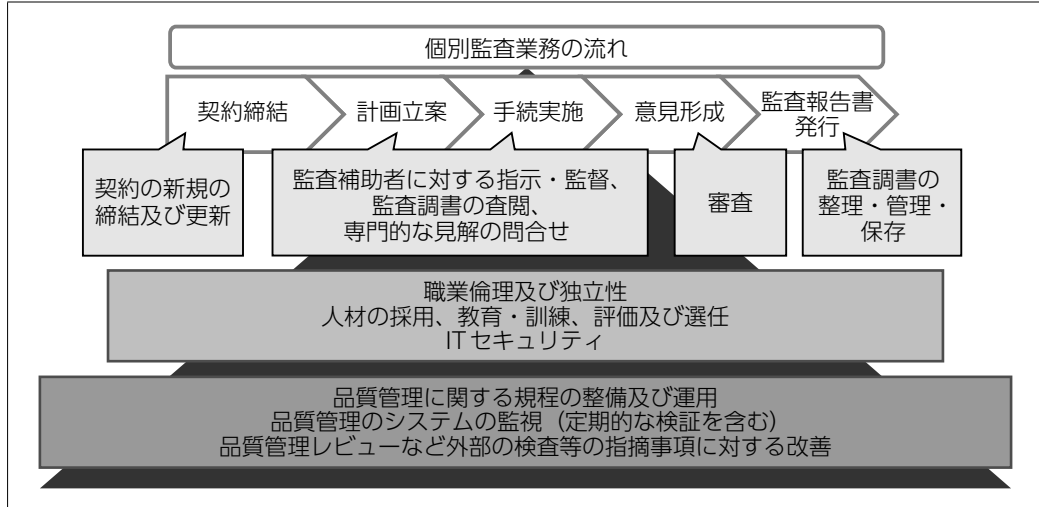 個別監査業務の流れ
契約締結
計画立案
手続実施
意見形成
監査報告書
発行
契約の新規の
締結及び更新
監査補助者に対する指示・監督、
監査調書の査閲、
専門的な見解の問合せ
審査
監査調書の
整理・管理・
保存
職業倫理及び独立性
人材の採用、教育・訓練、評価及び選任
ITセキュリティ
品質管理に関する規程の整備及び運用
品質管理のシステムの監視（定期的な検証を含む）
品質管理レビューなど外部の検査等の指摘事項に対する改善